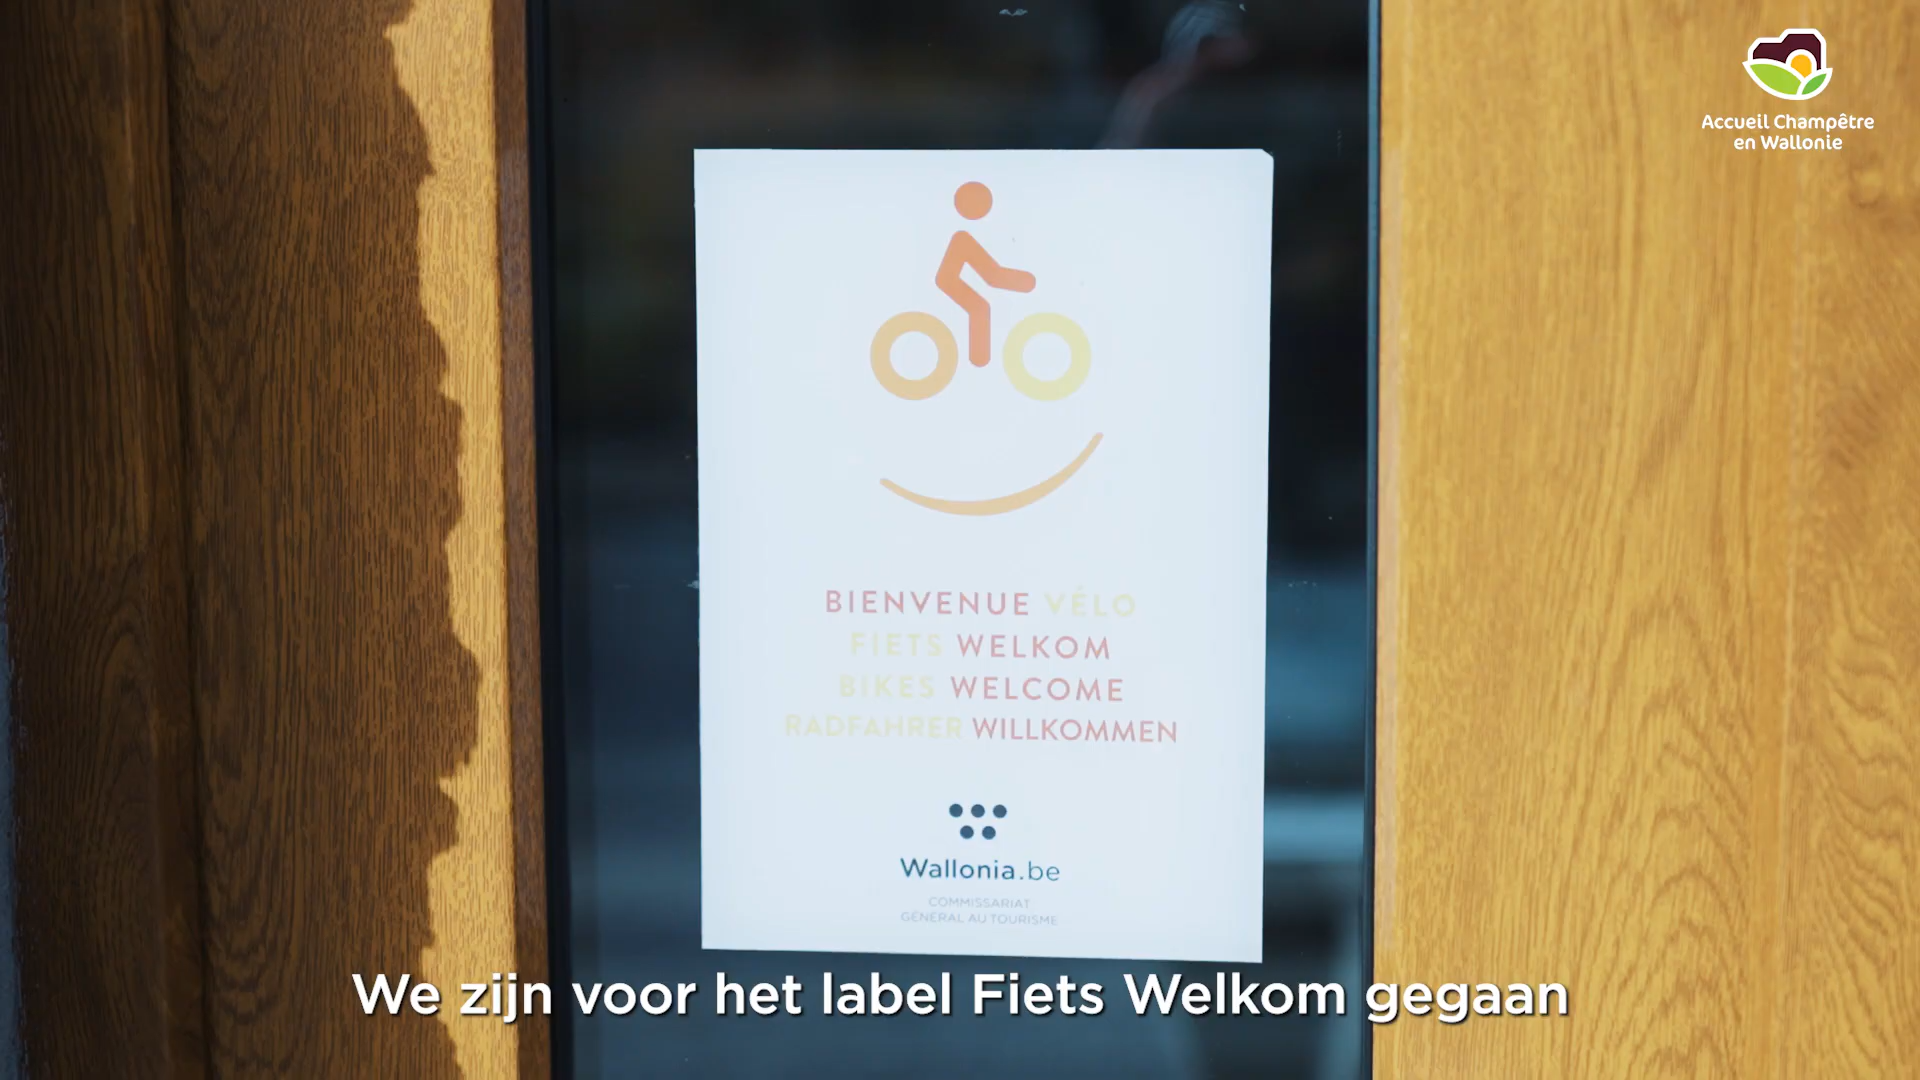 Accueil Champêtre
en Wallonie
BIENVENUE VÉLO
FIETS WELKOM
BIKES WELCOME
RADFAHRER WILLKOMMEN
Wallonia.be
COMMISSARIAT
GÉNÉRAL AU TOURISME
We zijn voor het label Fiets Welkom gegaan